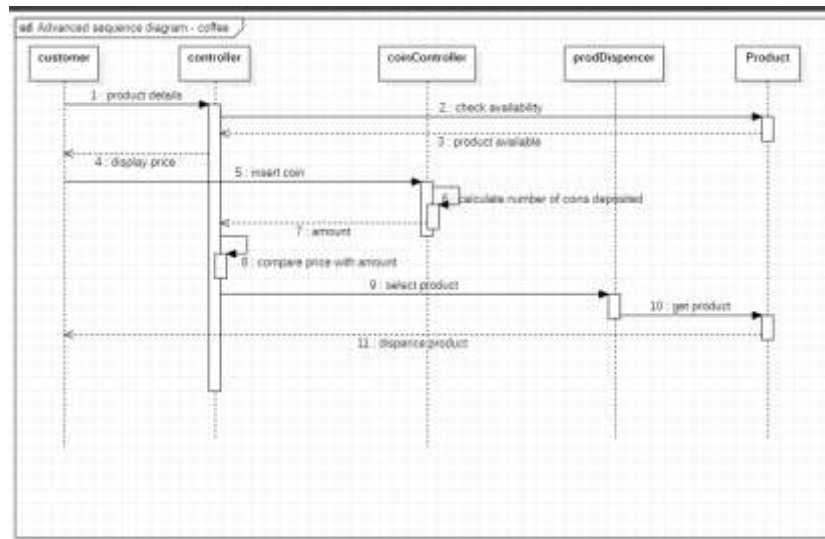 sd Advanced sequence diagram - coffee
customer
controller
coinController
prodDispencer
Product
1 : product details
2 : check availability
3 : product available
4 : display price
5 : insert coin
6 : calculate number of coins deposited
7 : amount
8 : compare price with amount
9 : select product
10 : get product
11 : dispence product